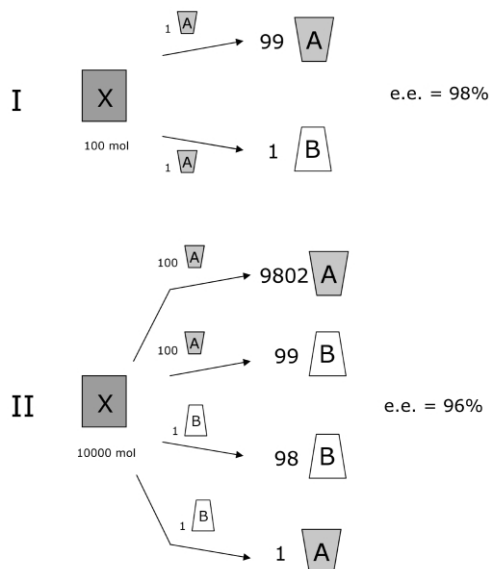 1 A
99 A
I
X
e.e. = 98%
100 mol
1 A
1 B
100 A
9802 A
100 A
99 B
II
X
1 B
e.e. = 96%
10000 mol
98 B
1 B
1 A